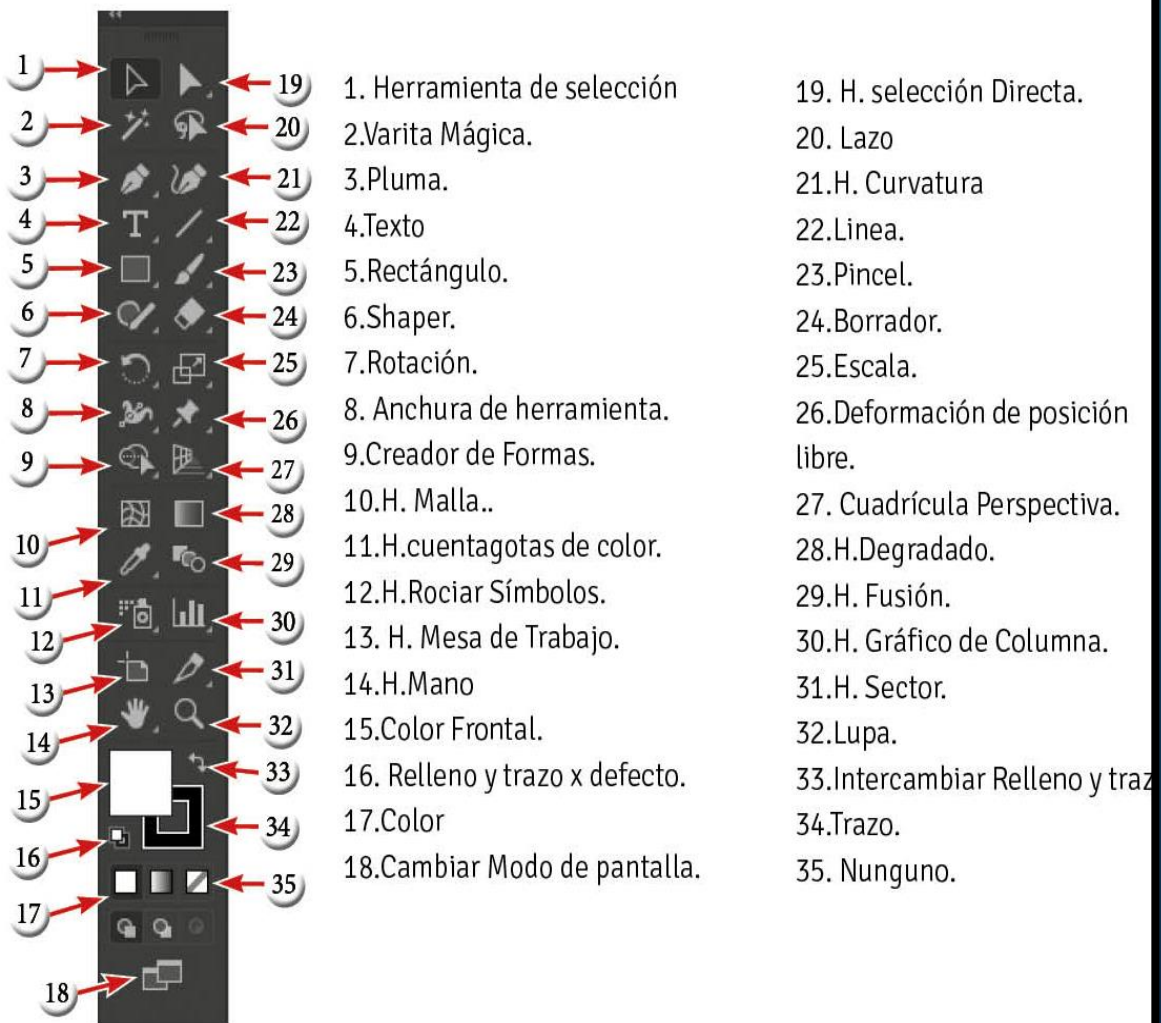 1
2
3
4
5
6
7
8
9
10
11
12
13
14
15
16
17
18
19
20
21
22
23
24
25
26
27
28
29
30
31
32
33
34
35
1. Herramienta de selección
2.Varita Mágica.
3.Pluma.
4.Texto
5.Rectángulo.
6.Shaper.
7.Rotación.
8. Anchura de herramienta.
9.Creador de Formas.
10.H. Malla..
11.H.cuentagotas de color.
12.H.Rociar Símbolos.
13. H. Mesa de Trabajo.
14.H.Mano
15.Color Frontal.
16. Relleno y trazo x defecto.
17.Color
18.Cambiar Modo de pantalla.
19. H. selección Directa.
20. Lazo
21.H. Curvatura
22.Linea.
23.Pincel.
24.Borrador.
25.Escala.
26.Deformación de posición
libre.
27. Cuadrícula Perspectiva.
28.H.Degradado.
29.H. Fusión.
30.H. Gráfico de Columna.
31.H. Sector.
32.Lupa.
33.Intercambiar Relleno y traz
34.Trazo.
35. Nunguno.